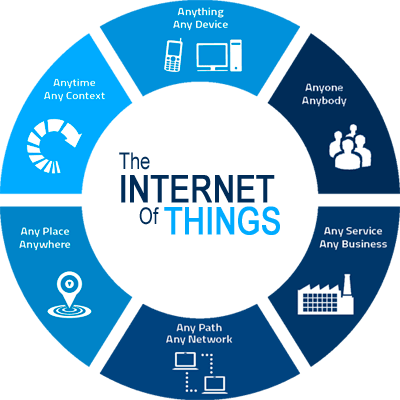 Anything
Any Device
Anyone
Anybody
Any Service
Any Business
Any Path
Any Network
Any Place
Anywhere
Anytime
Any Context
The
INTERNET
Of THINGS